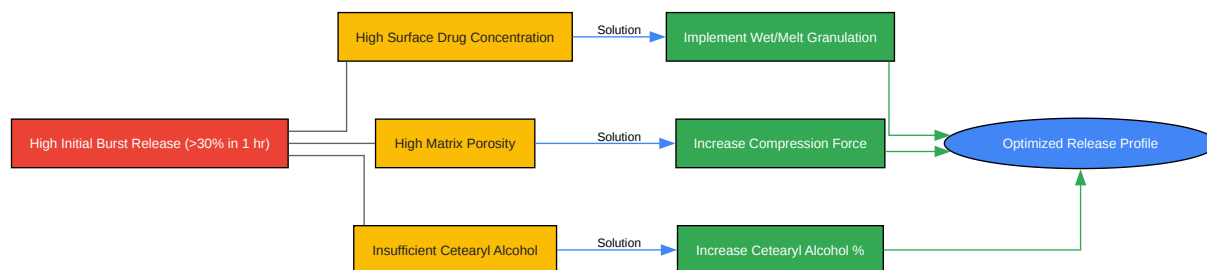 High Surface Drug Concentration
Solution
Implement Wet/Melt Granulation
High Initial Burst Release (>30% in 1 hr)
High Matrix Porosity
Solution
Increase Compression Force
Optimized Release Profile
Insufficient Cetearyl Alcohol
Solution
Increase Cetearyl Alcohol %